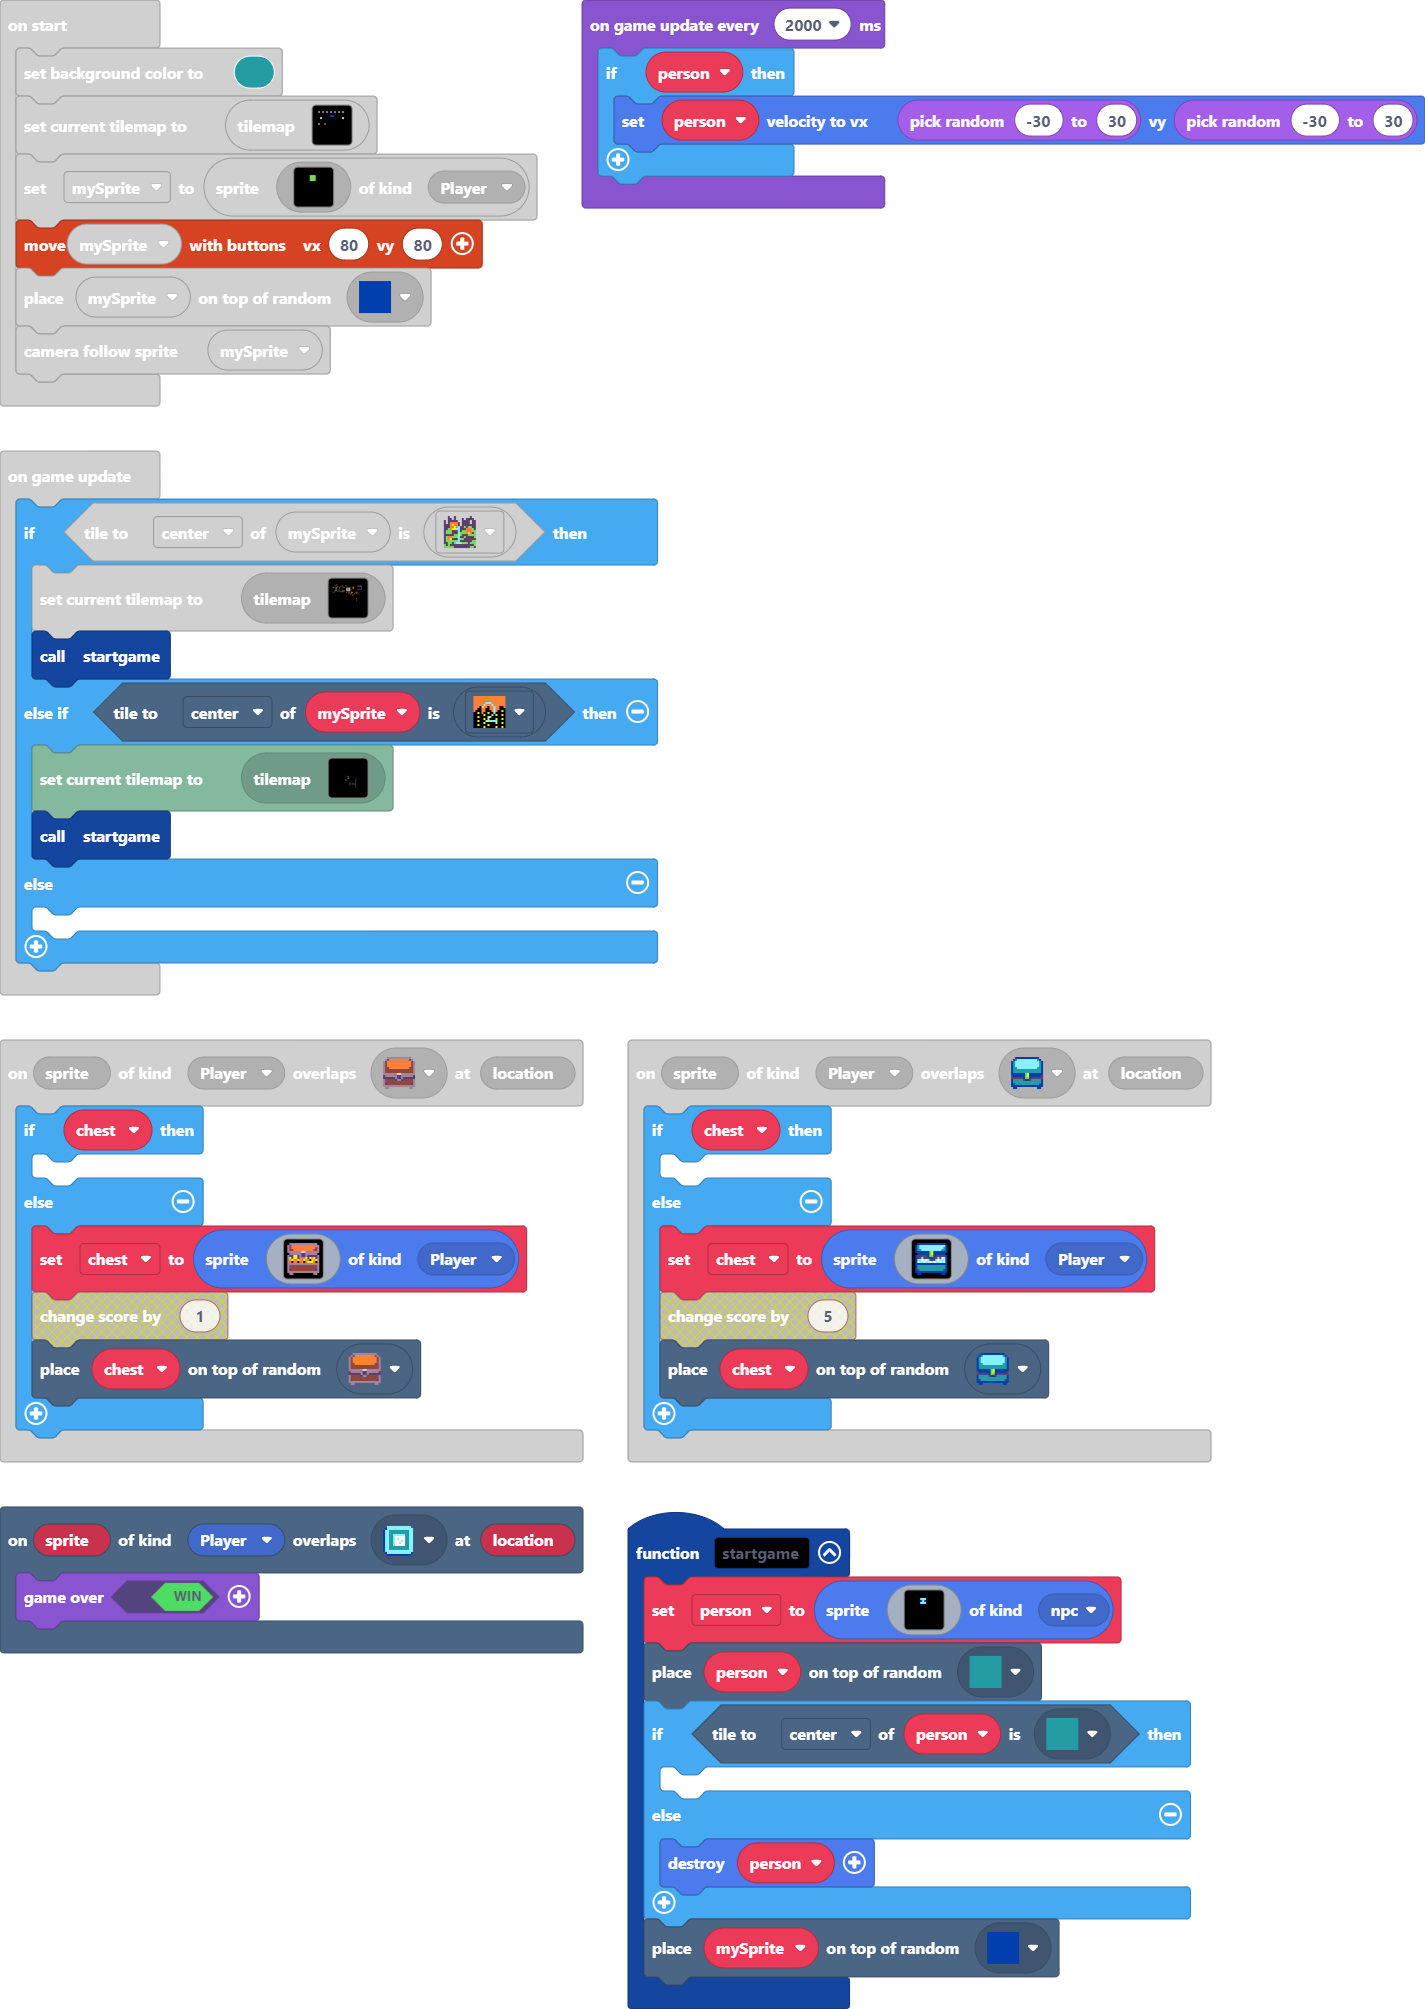 on start
set background color to
set current tilemap to tilemap
set mySprite to sprite of kind Player
move mySprite with buttons vx 80 vy 80
place mySprite on top of random
camera follow sprite mySprite
on game update every 2000 ms
if person then
set person velocity to vx pick random -30 to 30 vy pick random -30 to 30
on game update
if tile to center of mySprite is then
set current tilemap to tilemap
call startgame
else if tile to center of mySprite is 2 then
set current tilemap to tilemap
call startgame
else
on sprite of kind Player overlaps at location
if chest then
else
set chest to sprite of kind Player
change score by 1
place chest on top of random
on sprite of kind Player overlaps at location
if chest then
else
set chest to sprite of kind Player
change score by 5
place chest on top of random
on sprite of kind Player overlaps at location
game over WIN
function startgame
set person to sprite of kind npc
place person on top of random
if tile to center of person is then
else
destroy person
place mySprite on top of random